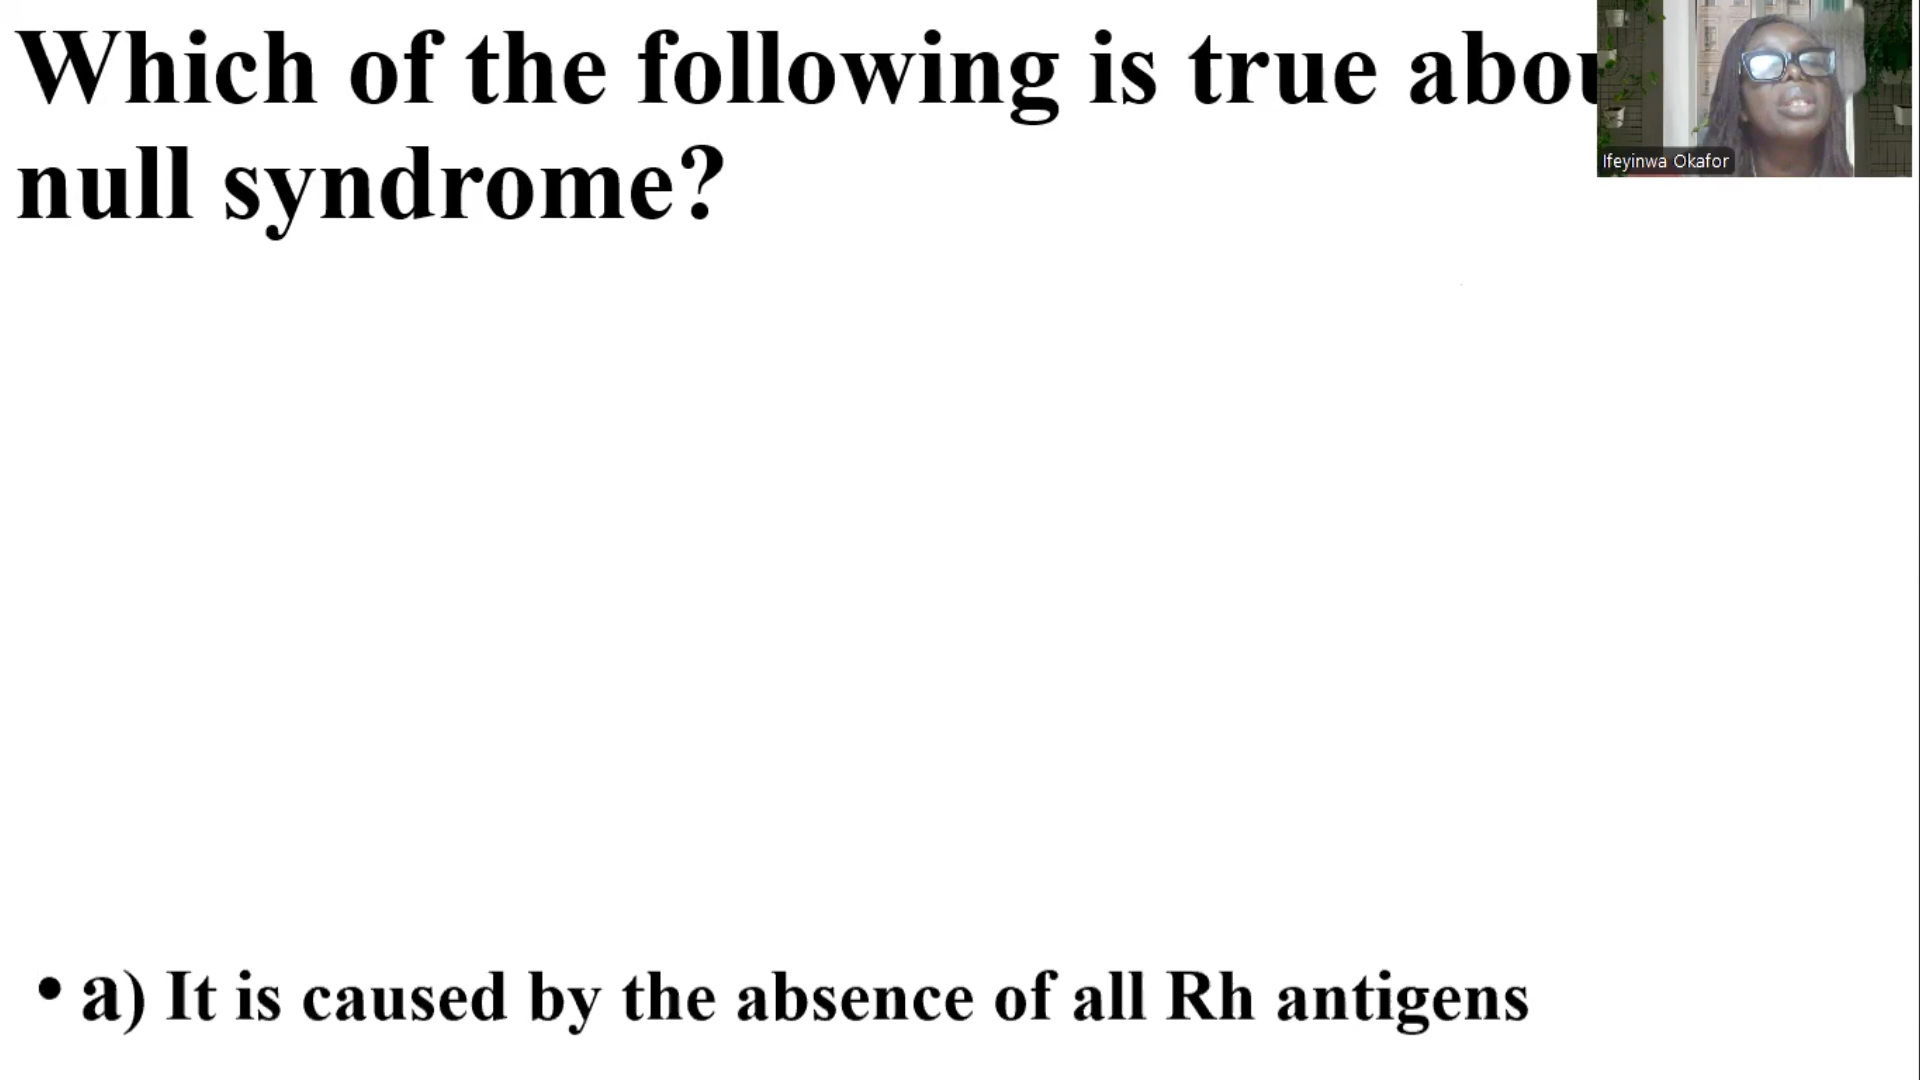 Which of the following is true abou
null syndrome?
Ifeyinwa Okafor
• a) It is caused by the absence of all Rh antigens